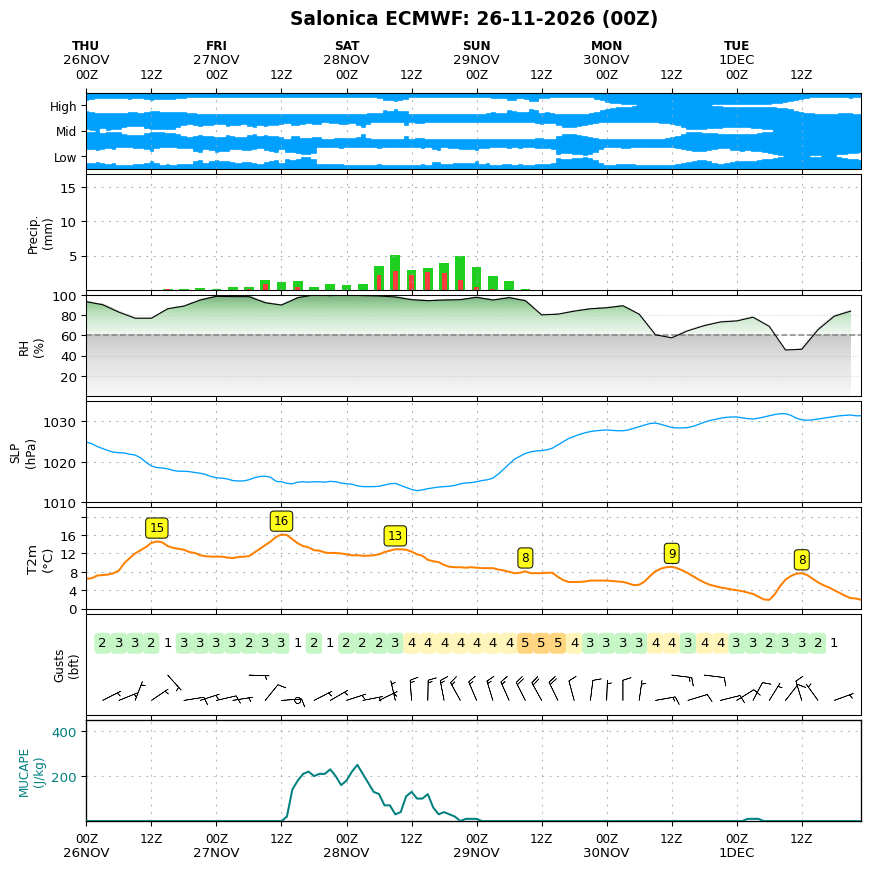 Salonica ECMWF: 26-11-2026 (00Z)
THU FRI SAT SUN MON TUE
26NOV 27NOV 28NOV 29NOV 30NOV 1DEC
00Z 12Z 00Z 12Z 00Z 12Z 00Z 12Z 00Z 12Z 00Z 12Z
High
Mid
Low
Precip.
(mm)
15
10
5
RH
(%)
100
80
60
40
20
SLP
(hPa)
1030
1020
1010
T2m
(°C)
16
12
8
4
0
15 16 13 8 9 8
Gusts
(bft)
2 3 3 2 1 3 3 3 3 2 3 3 1 2 1 2 2 2 3 4 4 4 4 4 4 4 5 5 5 4 3 3 3 3 4 4 3 4 4 3 3 2 3 3 2 1
MUCAPE
(J/kg)
400
200
00Z 12Z 00Z 12Z 00Z 12Z 00Z 12Z 00Z 12Z 00Z 12Z
26NOV 27NOV 28NOV 29NOV 30NOV 1DEC